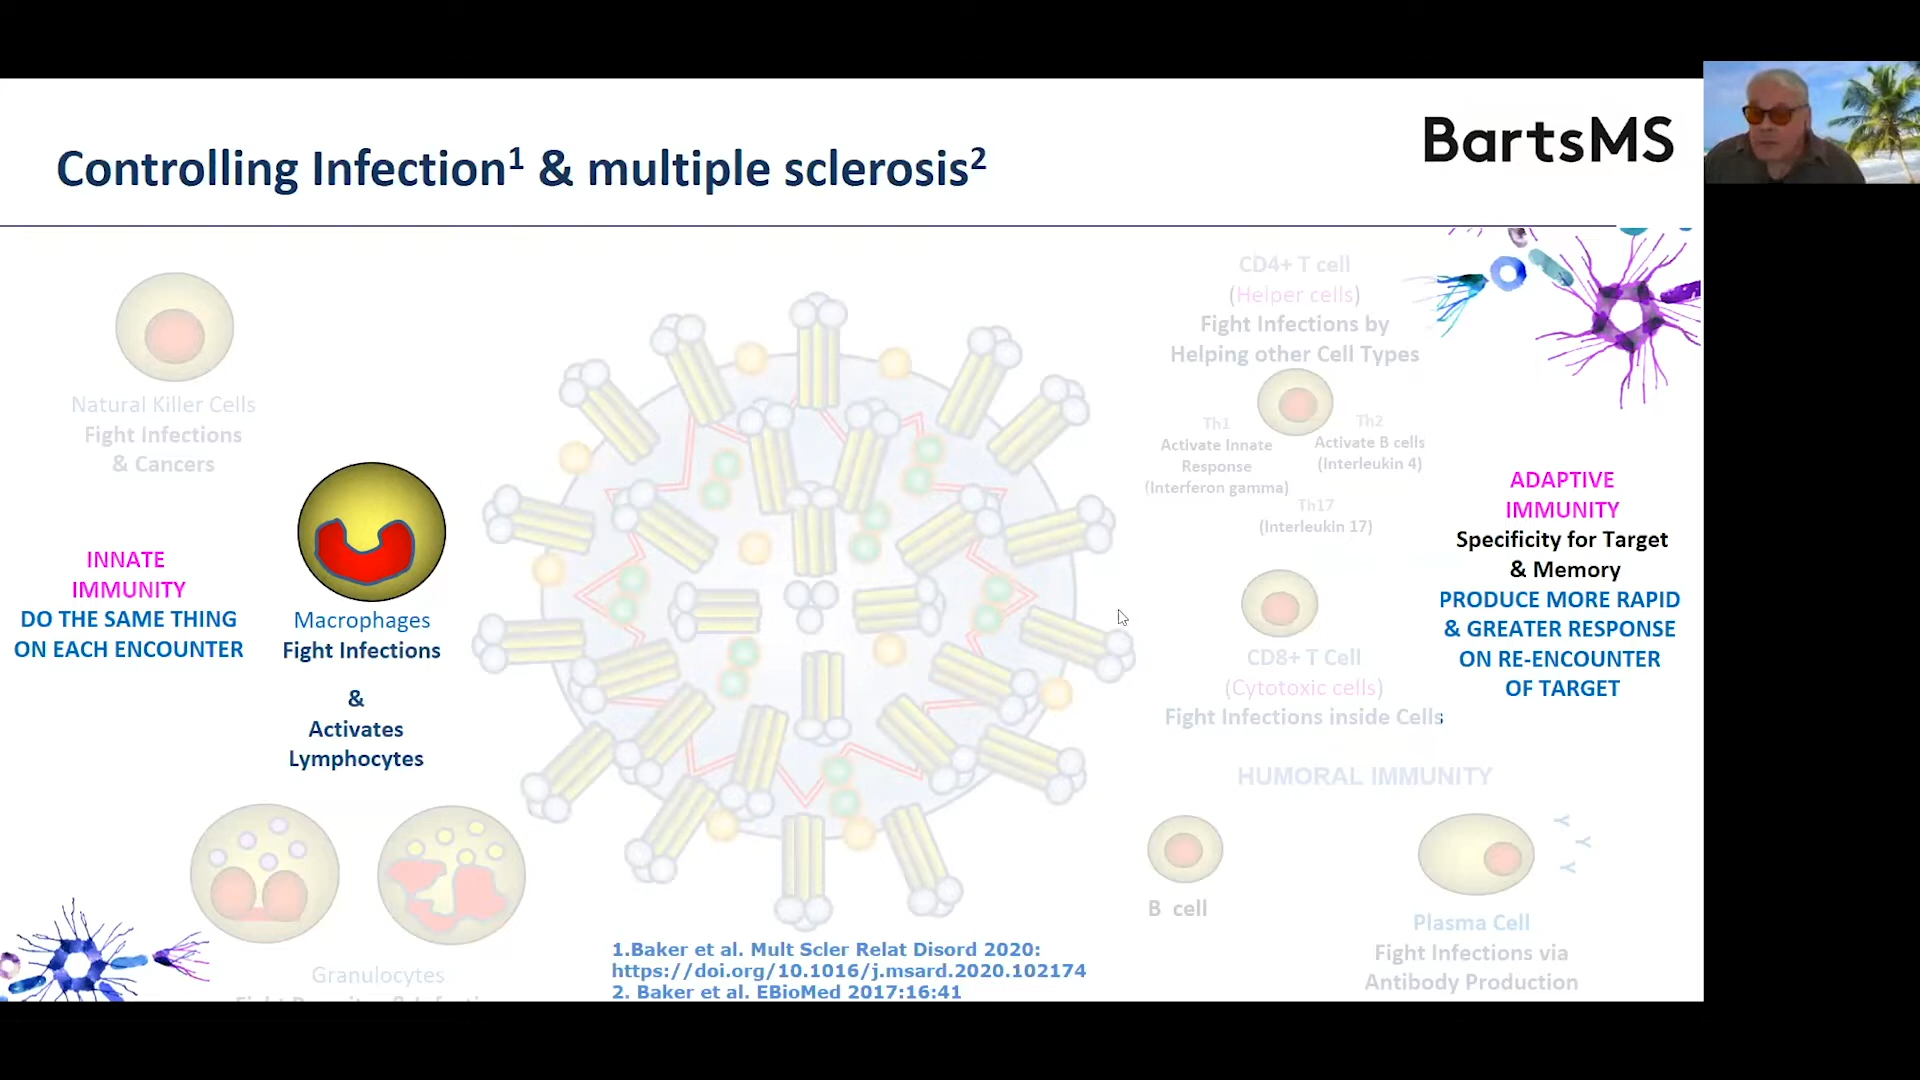 BartsMS
Controlling Infection1 & multiple sclerosis2
Natural Killer Cells
Fight Infections
& Cancers
INNATE
IMMUNITY
DO THE SAME THING
ON EACH ENCOUNTER
Macrophages
Fight Infections
&
Activates
Lymphocytes
Granulocytes
CD4+ T cell
(Helper cells)
Fight Infections by
Helping other Cell Types
Th1
Activate Innate
Response
(Interferon gamma)
Th2
Activate B cells
(Interleukin 4)
Th17
(Interleukin 17)
CD8+ T Cell
(Cytotoxic cells)
Fight Infections inside Cells
ADAPTIVE
IMMUNITY
Specificity for Target
& Memory
PRODUCE MORE RAPID
& GREATER RESPONSE
ON RE-ENCOUNTER
OF TARGET
HUMORAL IMMUNITY
B cell
Plasma Cell
Fight Infections via
Antibody Production
1.Baker et al. Mult Scler Relat Disord 2020:
https://doi.org/10.1016/j.msard.2020.102174
2. Baker et al. EBioMed 2017:16:41